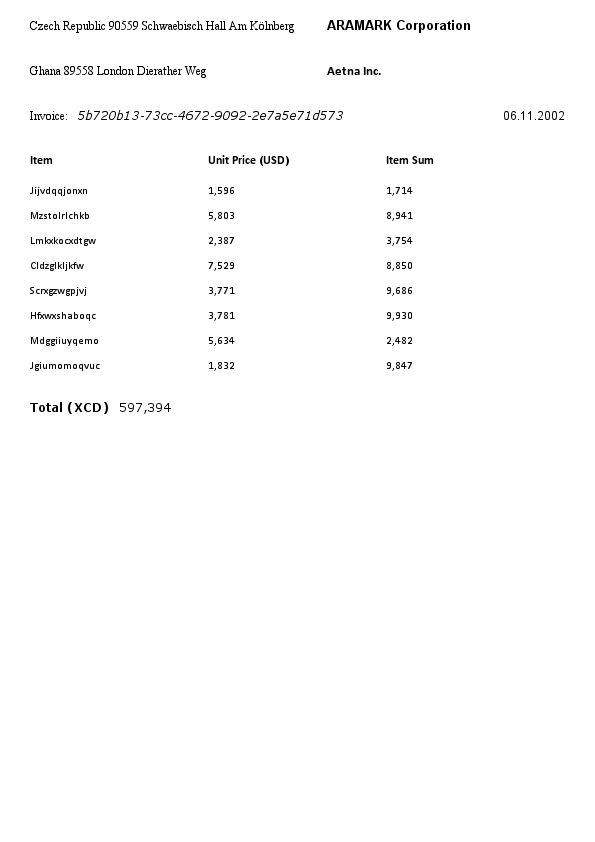 Czech Republic 90559 Schwaebisch Hall Am Kölnberg ARAMARK Corporation
Ghana 89558 London Dierather Weg Aetna Inc.
Invoice: 5b720b13-73cc-4672-9092-2e7a5e71d573 06.11.2002
Item Unit Price (USD) Item Sum
Jijvdqqjonxn 1,596 1,714
Mzstolrlchkb 5,803 8,941
Lmkxkocxdtgw 2,387 3,754
Cldzglkljkfw 7,529 8,850
Scrxgzwgpjvj 3,771 9,686
Hfxwxshaboqc 3,781 9,930
Mdggiiuyqemo 5,634 2,482
Jgiumomoqvuc 1,832 9,847
Total (XCD) 597,394